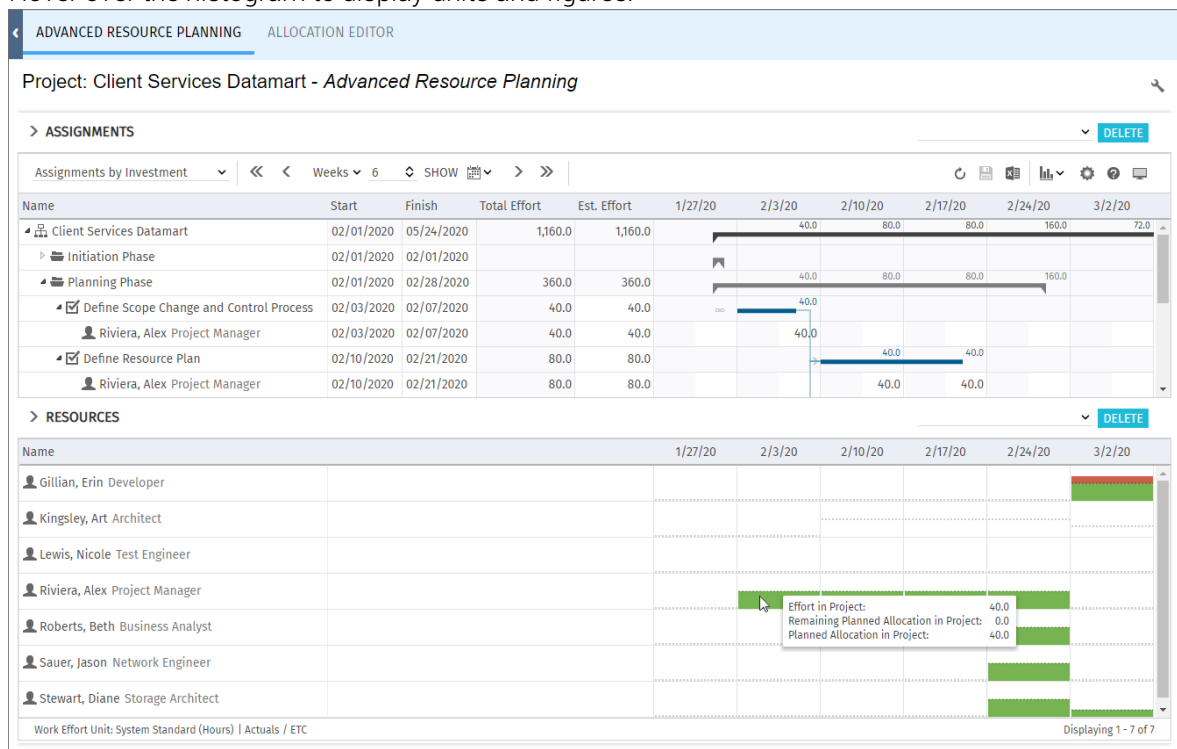 Hover over the histogram to display units and figures.
ADVANCED RESOURCE PLANNING ALLOCATION EDITOR
Project: Client Services Datamart - Advanced Resource Planning
ASSIGNMENTS DELETE
Assignments by Investment Weeks 6 SHOW
Name Start Finish Total Effort Est. Effort 1/27/20 2/3/20 2/10/20 2/17/20 2/24/20 3/2/20
Client Services Datamart 02/01/2020 05/24/2020 1,160.0 1,160.0 40.0 80.0 80.0 160.0 72.0
Initiation Phase 02/01/2020 02/01/2020
Planning Phase 02/01/2020 02/28/2020 360.0 360.0 40.0 80.0 80.0 160.0
Define Scope Change and Control Process 02/03/2020 02/07/2020 40.0 40.0 40.0
Riviera, Alex Project Manager 02/03/2020 02/07/2020 40.0 40.0 40.0
Define Resource Plan 02/10/2020 02/21/2020 80.0 80.0 40.0 40.0
Riviera, Alex Project Manager 02/10/2020 02/21/2020 80.0 80.0 40.0 40.0
RESOURCES DELETE
Name 1/27/20 2/3/20 2/10/20 2/17/20 2/24/20 3/2/20
Gillian, Erin Developer
Kingsley, Art Architect
Lewis, Nicole Test Engineer
Riviera, Alex Project Manager
Effort in Project: 40.0
Remaining Planned Allocation in Project: 0.0
Planned Allocation in Project: 40.0
Roberts, Beth Business Analyst
Sauer, Jason Network Engineer
Stewart, Diane Storage Architect
Work Effort Unit: System Standard (Hours) | Actuals / ETC Displaying 1 - 7 of 7